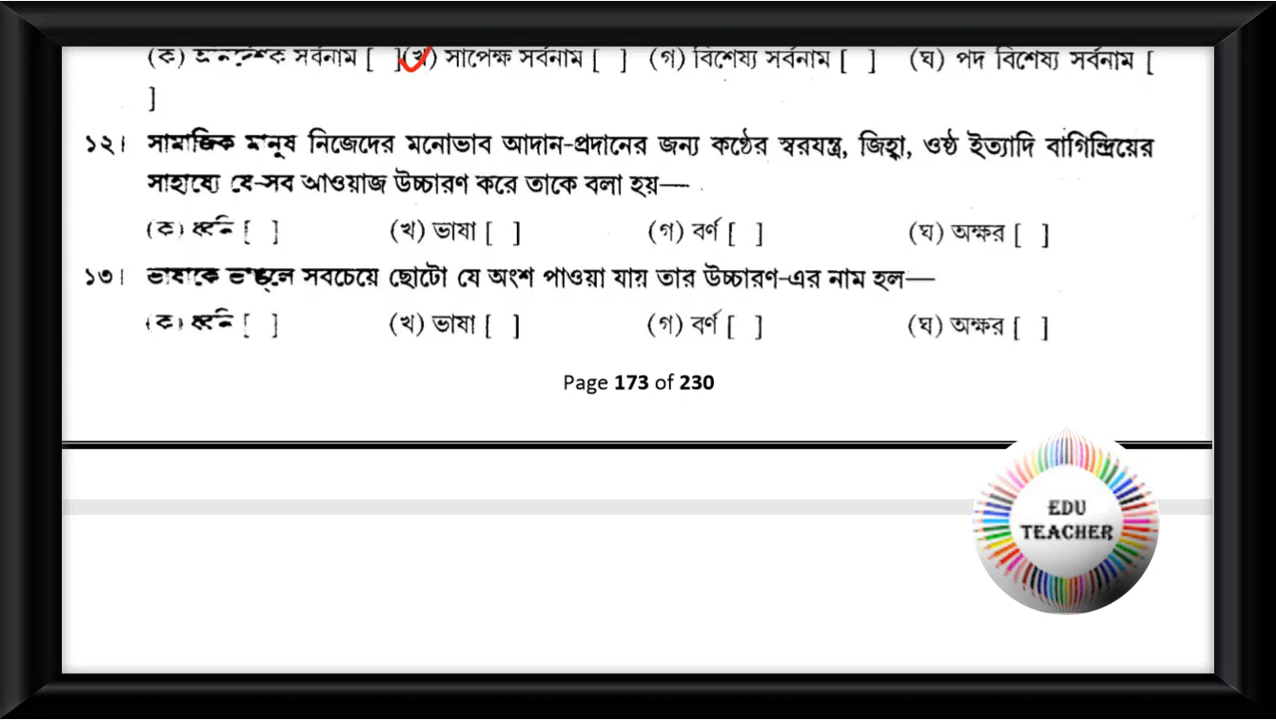 সর্বনাম [ ](খ) সাপেক্ষ সর্বনাম [ ] (গ) বিশেষ্য সর্বনাম [ ] (ঘ) পদ বিশেষ্য সর্বনাম [
]
১২। সামাজিক মানুষ নিজেদের মনোভাব আদান-প্রদানের জন্য কণ্ঠের স্বরযন্ত্র, জিহ্বা, ওষ্ঠ ইত্যাদি বাগিন্দ্রিয়ের
সাহায্যে যে-সব আওয়াজ উচ্চারণ করে তাকে বলা হয়—
(ক) ধ্বনি [ ] (খ) ভাষা [ ] (গ) বর্ণ [ ] (ঘ) অক্ষর [ ]
১৩। ভাষাকে ভাঙলে সবচেয়ে ছোটো যে অংশ পাওয়া যায় তার উচ্চারণ-এর নাম হল—
(ক) ধ্বনি [ ] (খ) ভাষা [ ] (গ) বর্ণ [ ] (ঘ) অক্ষর [ ]
Page 173 of 230
EDU
TEACHER